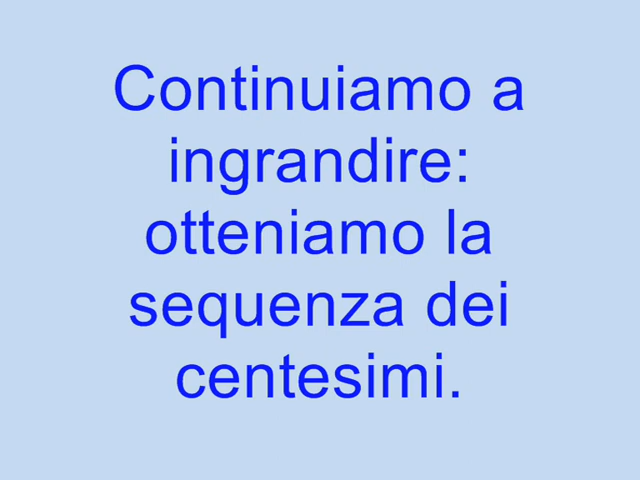 Continuiamo a
ingrandire:
otteniamo la
sequenza dei
centesimi.